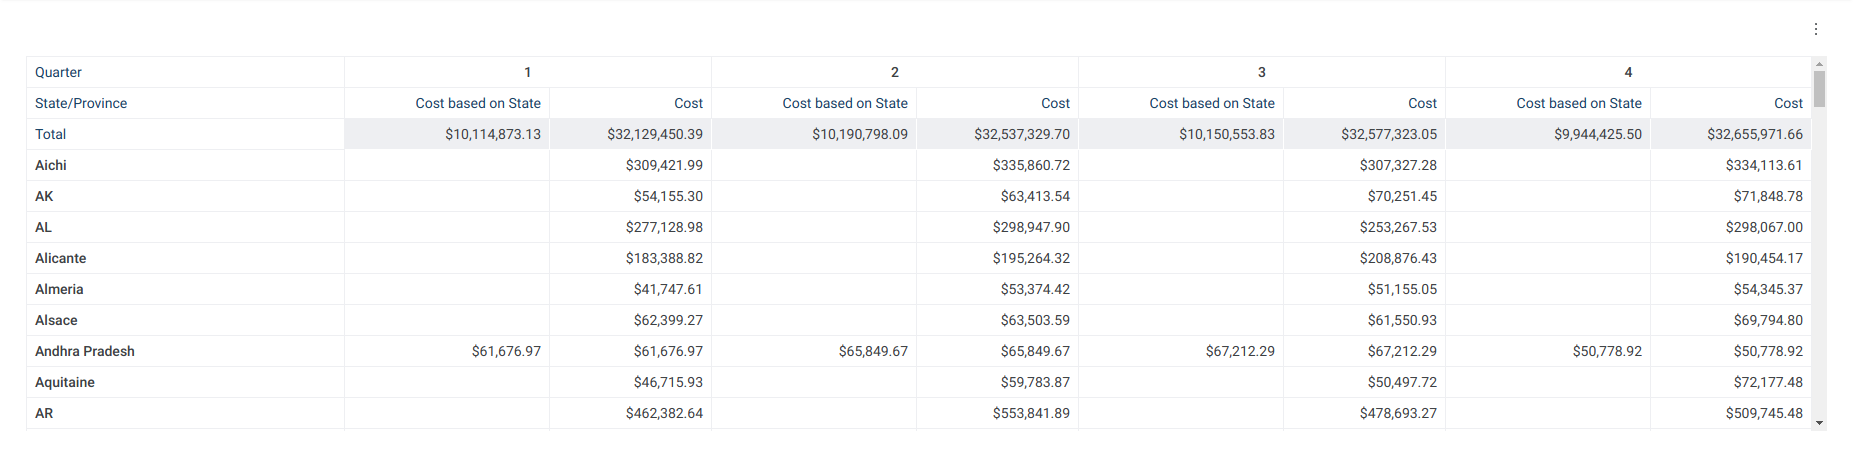 Quarter 1 2 3 4
State/Province Cost based on State Cost Cost based on State Cost Cost based on State Cost Cost based on State Cost
Total $10,114,873.13 $32,129,450.39 $10,190,798.09 $32,537,329.70 $10,150,553.83 $32,577,323.05 $9,944,425.50 $32,655,971.66
Aichi $309,421.99 $335,860.72 $307,327.28 $334,113.61
AK $54,155.30 $63,413.54 $70,251.45 $71,848.78
AL $277,128.98 $298,947.90 $253,267.53 $298,067.00
Alicante $183,388.82 $195,264.32 $208,876.43 $190,454.17
Almeria $41,747.61 $53,374.42 $51,155.05 $54,345.37
Alsace $62,399.27 $63,503.59 $61,550.93 $69,794.80
Andhra Pradesh $61,676.97 $61,676.97 $65,849.67 $65,849.67 $67,212.29 $67,212.29 $50,778.92 $50,778.92
Aquitaine $46,715.93 $59,783.87 $50,497.72 $72,177.48
AR $462,382.64 $553,841.89 $478,693.27 $509,745.48